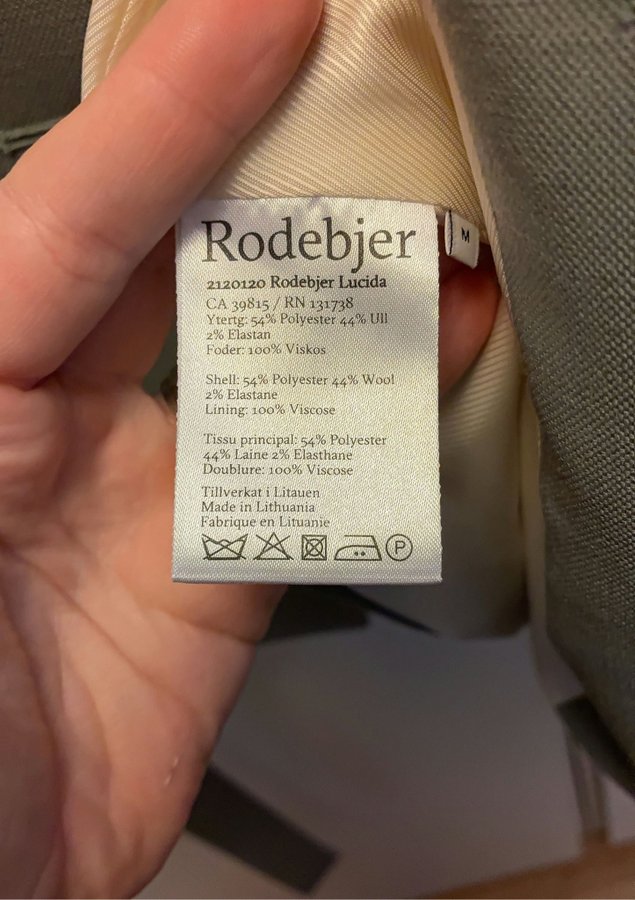 Rodebjer
M
2120120 Rodebjer Lucida
CA 39815 / RN 131738
Ytertg: 54% Polyester 44% Ull
2% Elastan
Foder: 100% Viskos
Shell: 54% Polyester 44% Wool
2% Elastane
Lining: 100% Viscose
Tissu principal: 54% Polyester
44% Laine 2% Elasthane
Doublure: 100% Viscose
Tillverkat i Litauen
Made in Lithuania
Fabrique en Lituanie
P